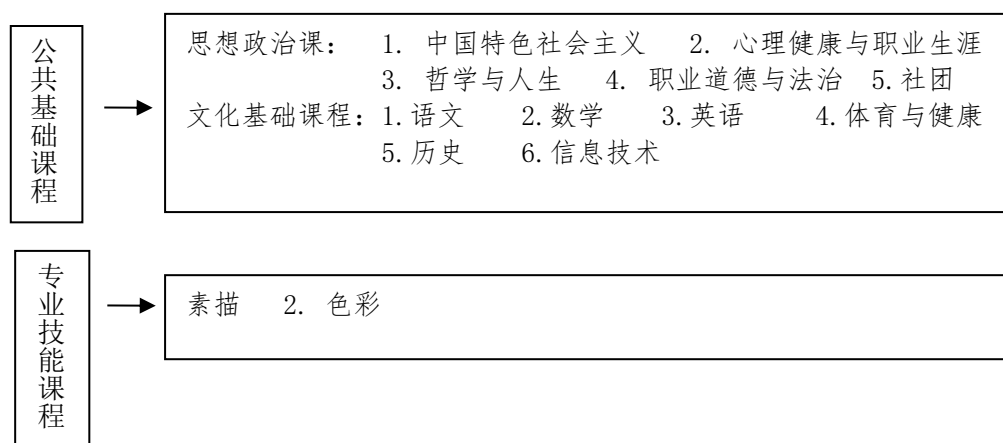 公共基础课程
思想政治课： 1. 中国特色社会主义 2. 心理健康与职业生涯
3. 哲学与人生 4. 职业道德与法治 5.社团
文化基础课程：1.语文 2.数学 3.英语 4.体育与健康
5.历史 6.信息技术
专业技能课程
素描 2. 色彩